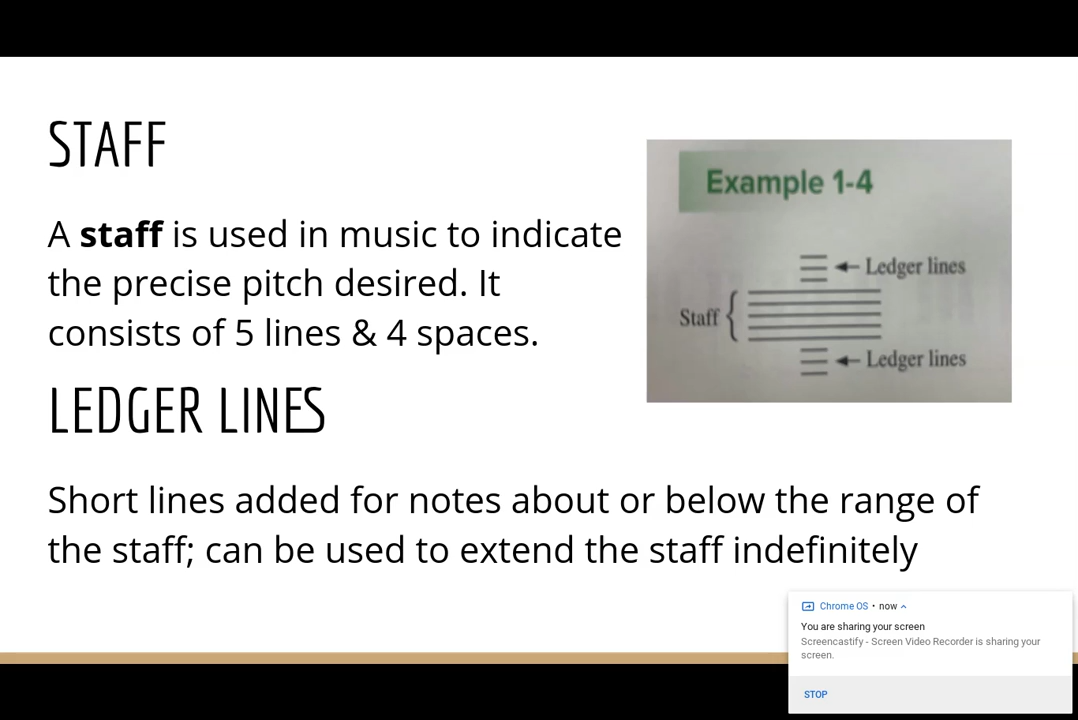 STAFF
A staff is used in music to indicate
the precise pitch desired. It
consists of 5 lines & 4 spaces.
Example 1-4
Ledger lines
Staff
Ledger lines
LEDGER LINES
Short lines added for notes about or below the range of
the staff; can be used to extend the staff indefinitely
Chrome OS • now
You are sharing your screen
Screencastify - Screen Video Recorder is sharing your
screen.
STOP